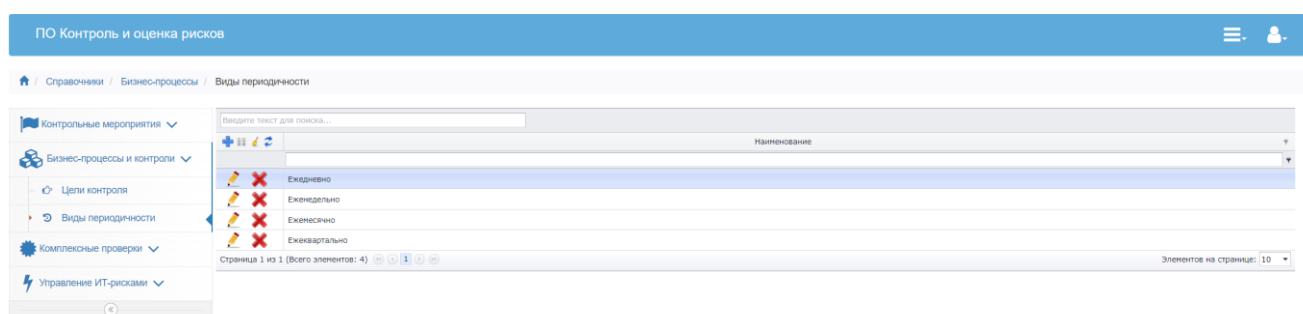 ПО Контроль и оценка рисков
/ Справочники / Бизнес-процессы / Виды периодичности
Контрольные мероприятия
Бизнес-процессы и контроли
Цели контроля
Виды периодичности
Комплексные проверки
Управление ИТ-рисками
Введите текст для поиска...
Наименование
Ежедневно
Еженедельно
Ежемесячно
Ежеквартально
Страница 1 из 1 (Всего элементов: 4) 1
Элементов на странице: 10